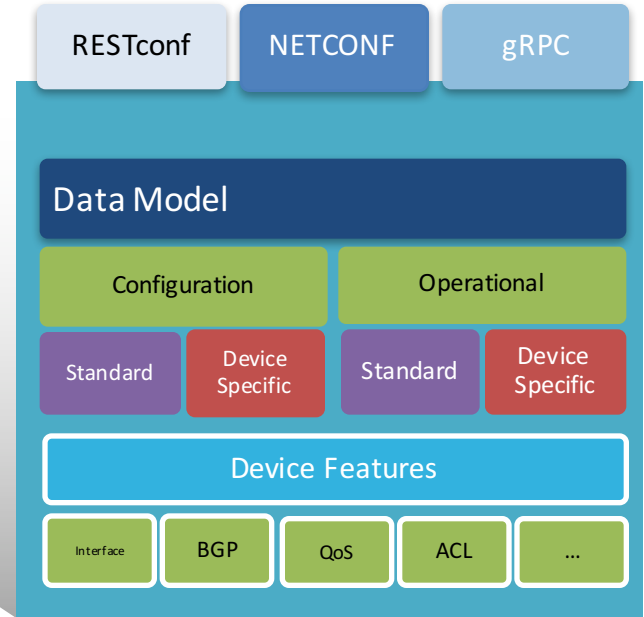 RESTconf NETCONF gRPC
Data Model
Configuration Operational
Standard Device Specific Standard Device Specific
Device Features
Interface BGP QoS ACL ...